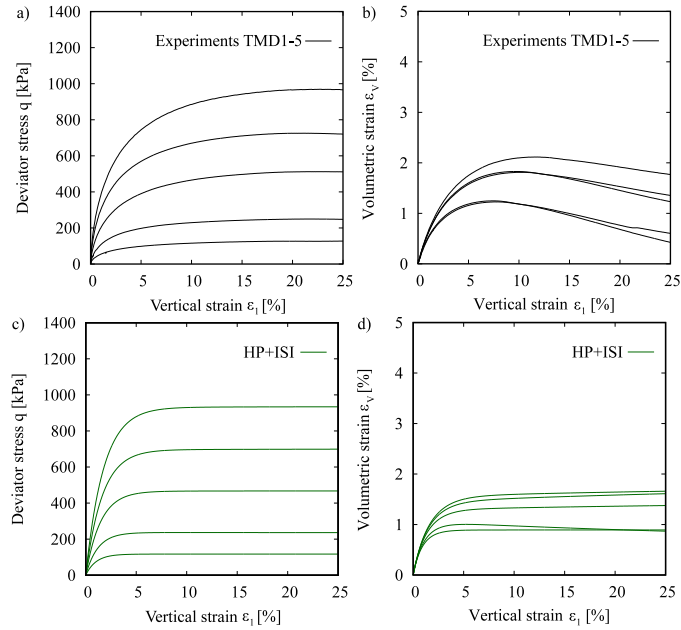 a)
1400
1200
1000
800
600
400
200
0
Deviator stress q [kPa]
Experiments TMD1-5
0 5 10 15 20 25
Vertical strain ε1 [%]
b)
5
4
3
2
1
0
Volumetric strain εV [%]
Experiments TMD1-5
0 5 10 15 20 25
Vertical strain ε1 [%]
c)
1400
1200
1000
800
600
400
200
0
Deviator stress q [kPa]
HP+ISI
0 5 10 15 20 25
Vertical strain ε1 [%]
d)
5
4
3
2
1
0
Volumetric strain εV [%]
HP+ISI
0 5 10 15 20 25
Vertical strain ε1 [%]